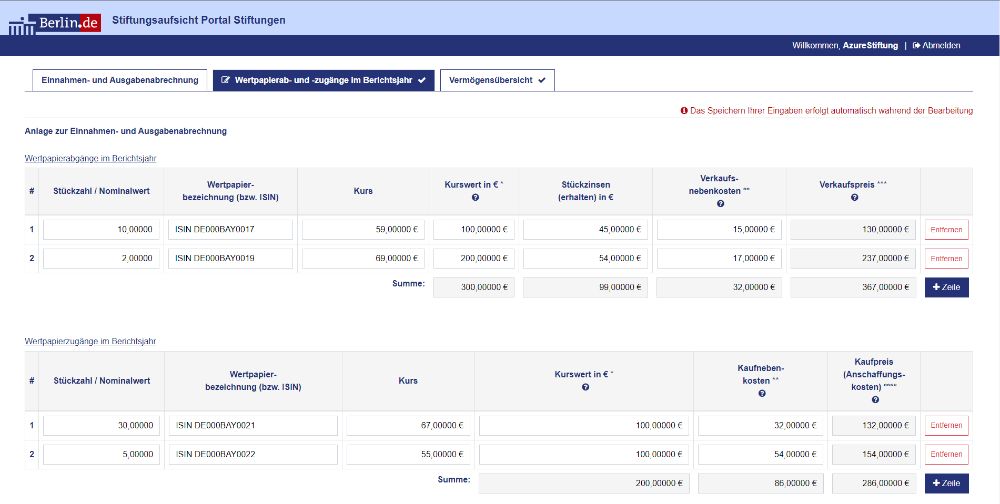 Berlin.de Stiftungsaufsicht Portal Stiftungen
Willkommen, AzureStiftung | Abmelden
Einnahmen- und Ausgabenabrechnung Wertpapierab- und -zugänge im Berichtsjahr Vermögensübersicht
Das Speichern Ihrer Eingaben erfolgt automatisch während der Bearbeitung
Anlage zur Einnahmen- und Ausgabenabrechnung
Wertpapierabgänge im Berichtsjahr
# Stückzahl / Nominalwert Wertpapier- bezeichnung (bzw. ISIN) Kurs Kurswert in € * Stückzinsen (erhalten) in € Verkaufs- nebenkosten ** Verkaufspreis ***
1 10,00000 ISIN DE000BAY0017 59,00000 € 100,00000 € 45,00000 € 15,00000 € 130,00000 € Entfernen
2 2,00000 ISIN DE000BAY0019 69,00000 € 200,00000 € 54,00000 € 17,00000 € 237,00000 € Entfernen
Summe: 300,00000 € 99,00000 € 32,00000 € 367,00000 € Zeile
Wertpapierzugänge im Berichtsjahr
# Stückzahl / Nominalwert Wertpapier- bezeichnung (bzw. ISIN) Kurs Kurswert in € * Kaufneben- kosten ** Kaufpreis (Anschaffungs- kosten) ****
1 30,00000 ISIN DE000BAY0021 67,00000 € 100,00000 € 32,00000 € 132,00000 € Entfernen
2 5,00000 ISIN DE000BAY0022 55,00000 € 100,00000 € 54,00000 € 154,00000 € Entfernen
Summe: 200,00000 € 86,00000 € 286,00000 € Zeile